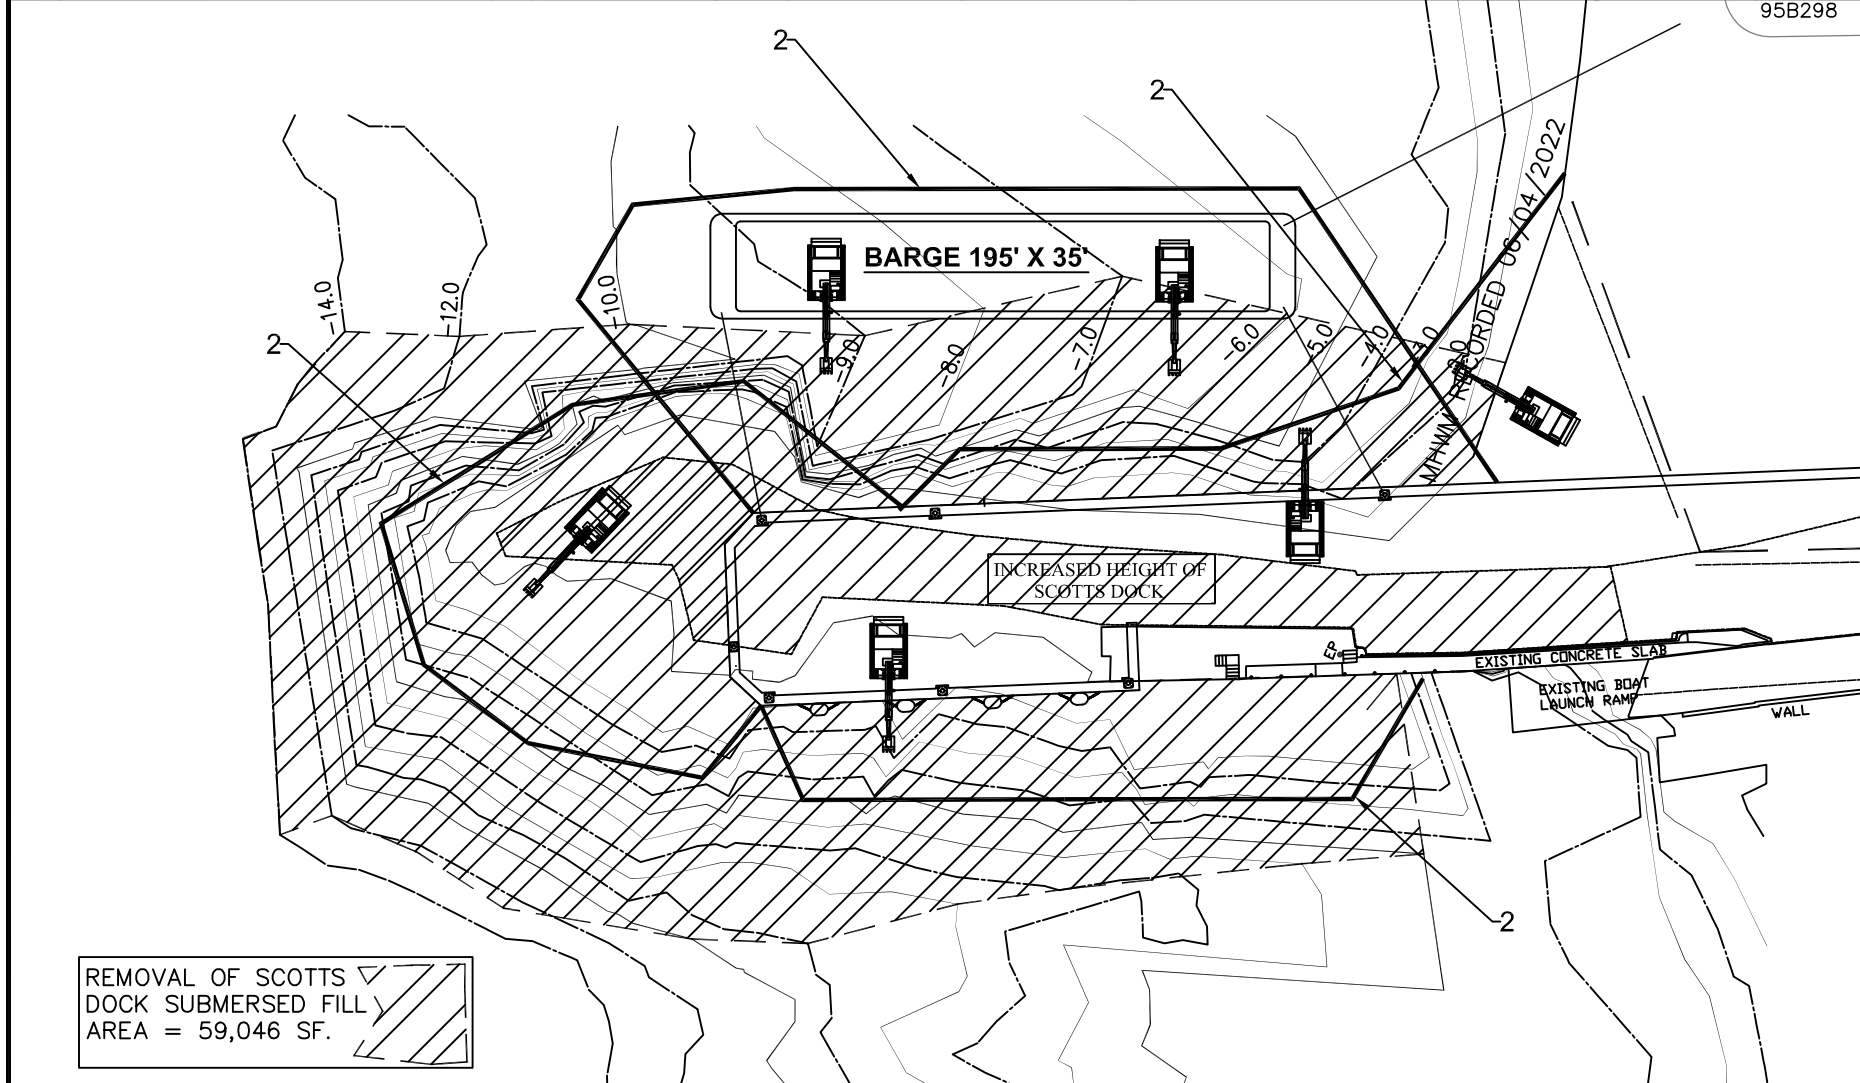 95B298
2
2
MHWM RECORDED 06/04/2022
BARGE 195' X 35'
-14.0
-12.0
-10.0
-9.0
-8.0
-7.0
-6.0
-5.0
-4.0
2
INCREASED HEIGHT OF
SCOTTS DOCK
EP
EXISTING CONCRETE SLAB
EXISTING BOAT
LAUNCH RAMP
WALL
2
REMOVAL OF SCOTTS
DOCK SUBMERSED FILL
AREA = 59,046 SF.